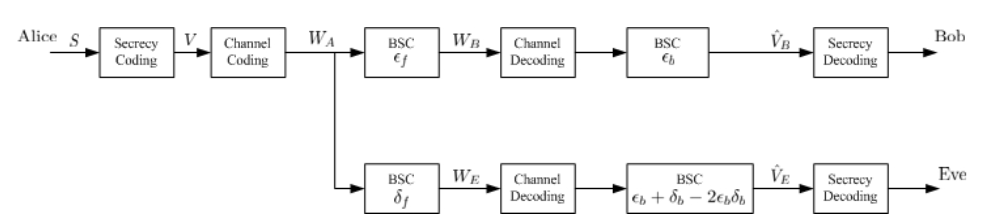 Alice S Secrecy Coding V Channel Coding W_A BSC ϵ_f W_B Channel Decoding BSC ϵ_b V̂_B Secrecy Decoding Bob
BSC δ_f W_E Channel Decoding BSC ϵ_b + δ_b − 2ϵ_bδ_b V̂_E Secrecy Decoding Eve